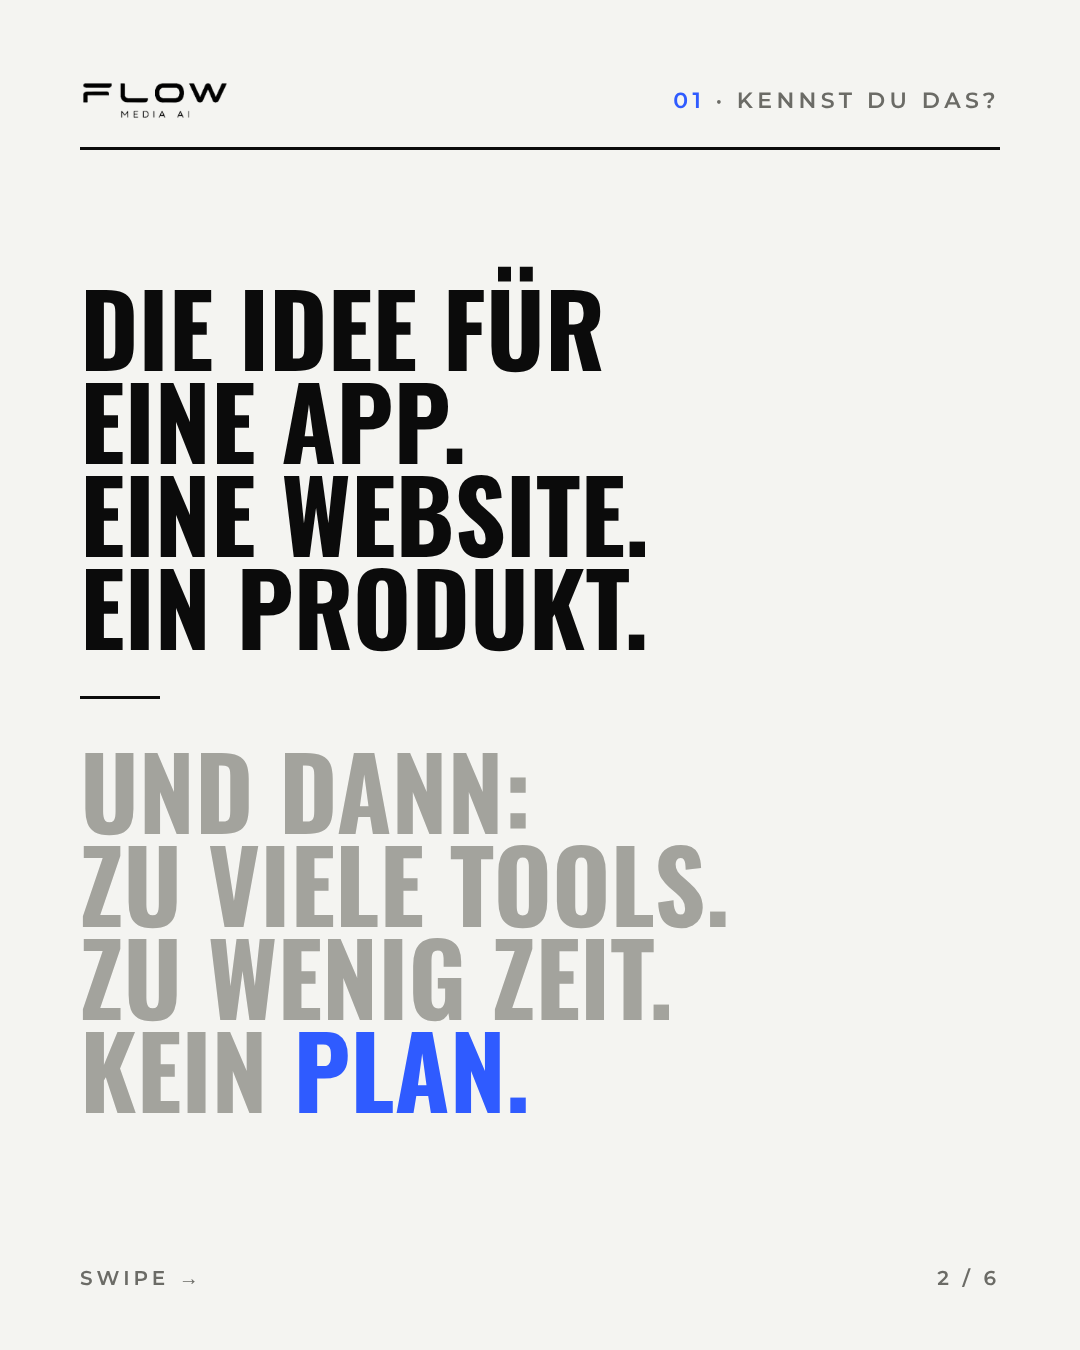 FLOW
MEDIA AI
01 · KENNST DU DAS?
DIE IDEE FÜR
EINE APP.
EINE WEBSITE.
EIN PRODUKT.
UND DANN:
ZU VIELE TOOLS.
ZU WENIG ZEIT.
KEIN PLAN.
SWIPE →
2 / 6